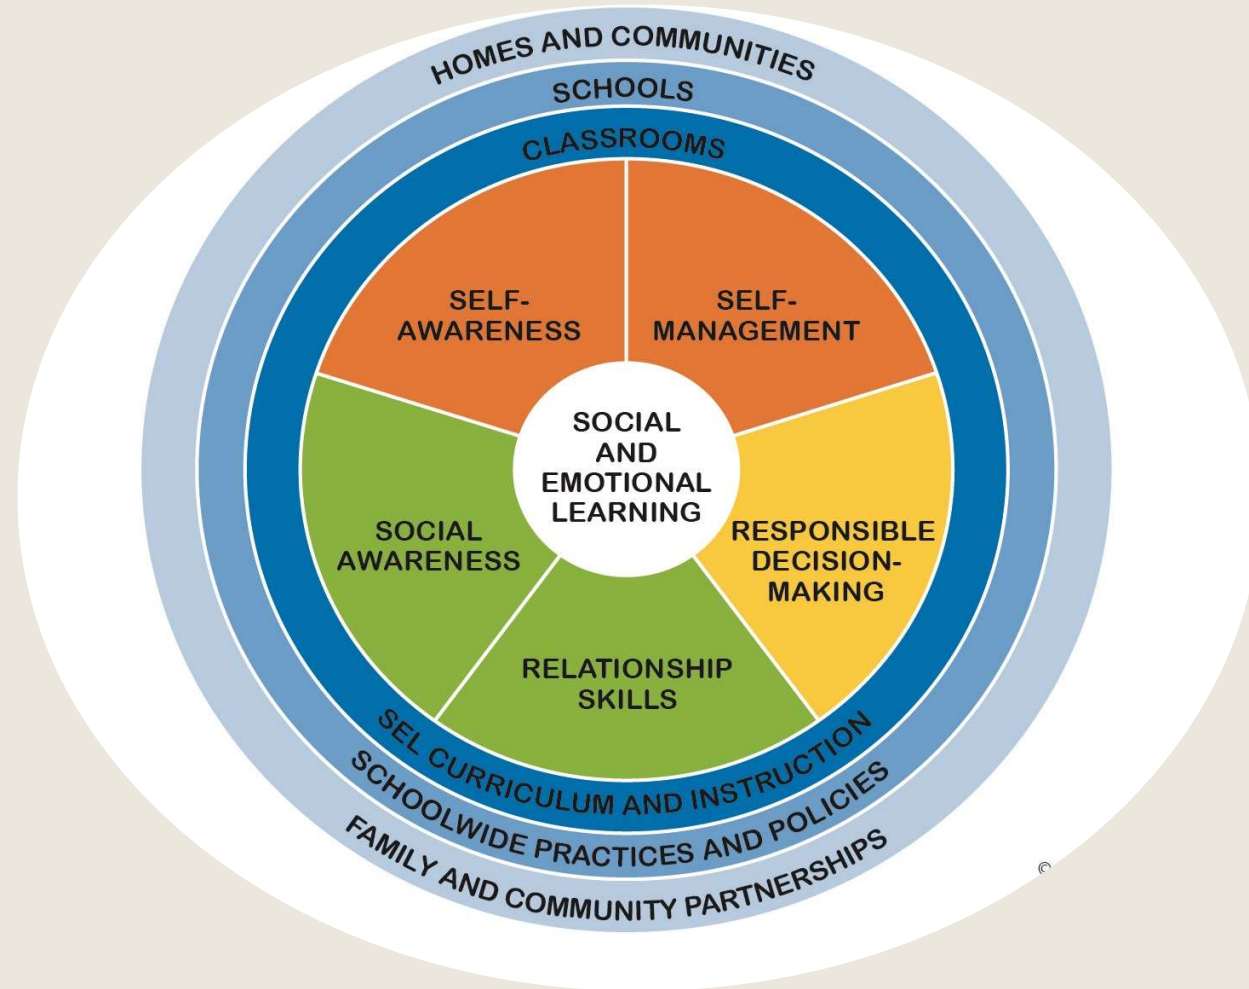 HOMES AND COMMUNITIES
SCHOOLS
CLASSROOMS
SELF-
AWARENESS
SELF-
MANAGEMENT
SOCIAL
AND
EMOTIONAL
LEARNING
SOCIAL
AWARENESS
RESPONSIBLE
DECISION-
MAKING
RELATIONSHIP
SKILLS
SEL CURRICULUM AND INSTRUCTION
SCHOOLWIDE PRACTICES AND POLICIES
FAMILY AND COMMUNITY PARTNERSHIPS
©